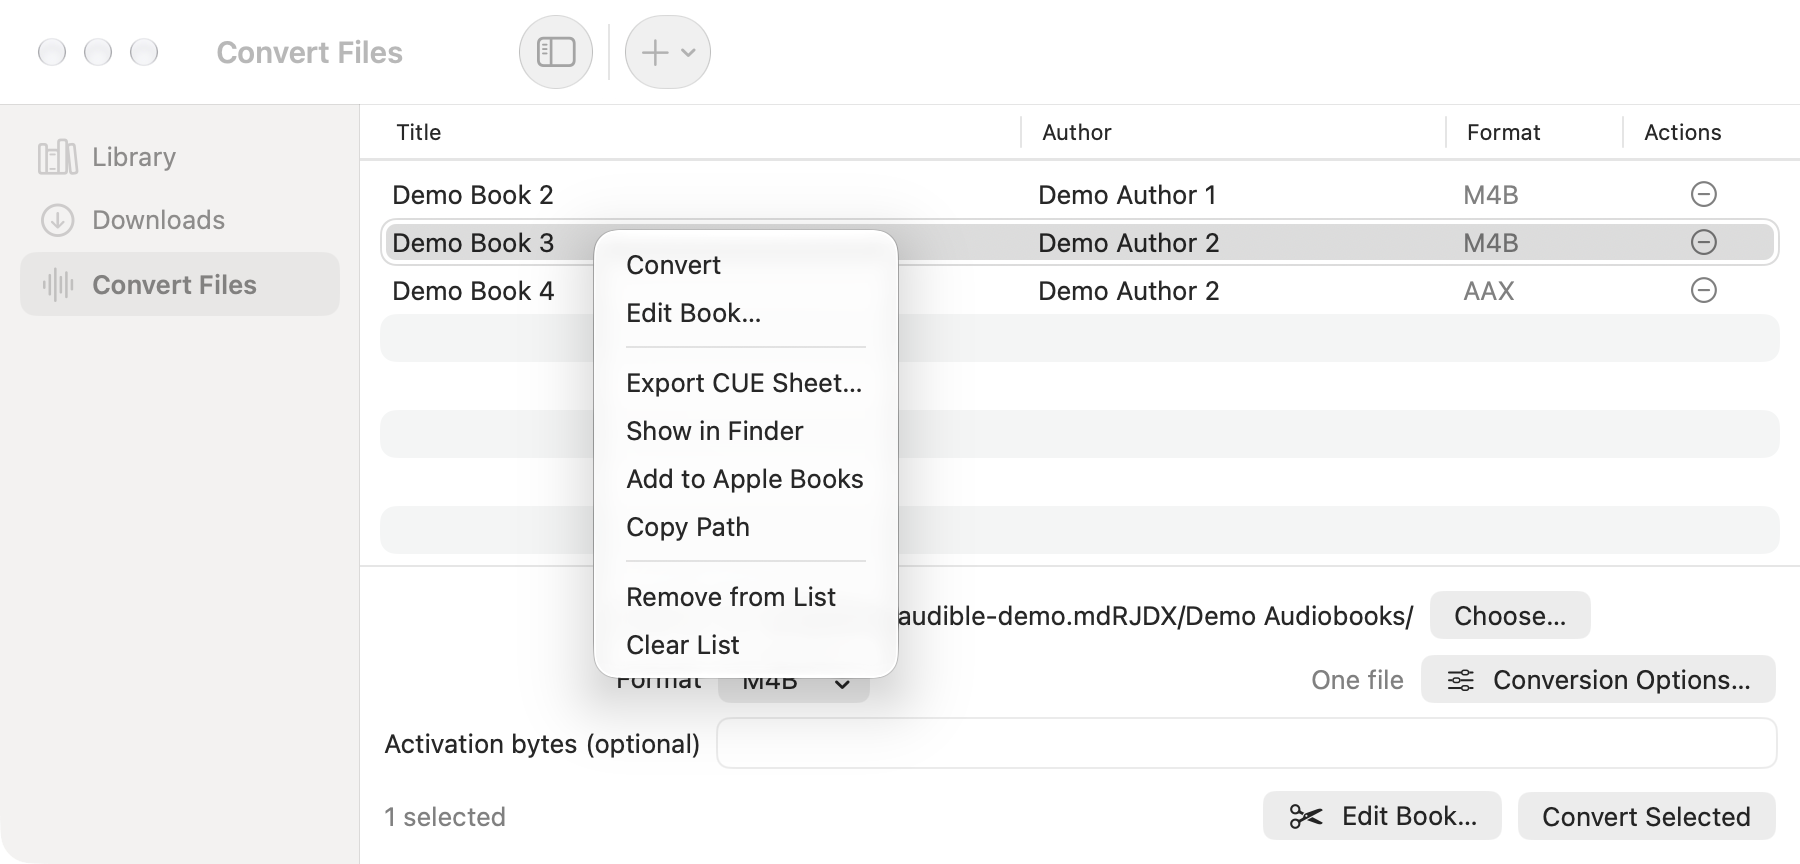 Convert Files
Library
Downloads
Convert Files
Title Author Format Actions
Demo Book 2 Demo Author 1 M4B
Demo Book 3 Demo Author 2 M4B
Demo Book 4 Demo Author 2 AAX
Convert
Edit Book...
Export CUE Sheet...
Show in Finder
Add to Apple Books
Copy Path
Remove from List
Clear List
audible-demo.mdRJDX/Demo Audiobooks/ Choose...
Format M4B One file Conversion Options...
Activation bytes (optional)
1 selected Edit Book... Convert Selected